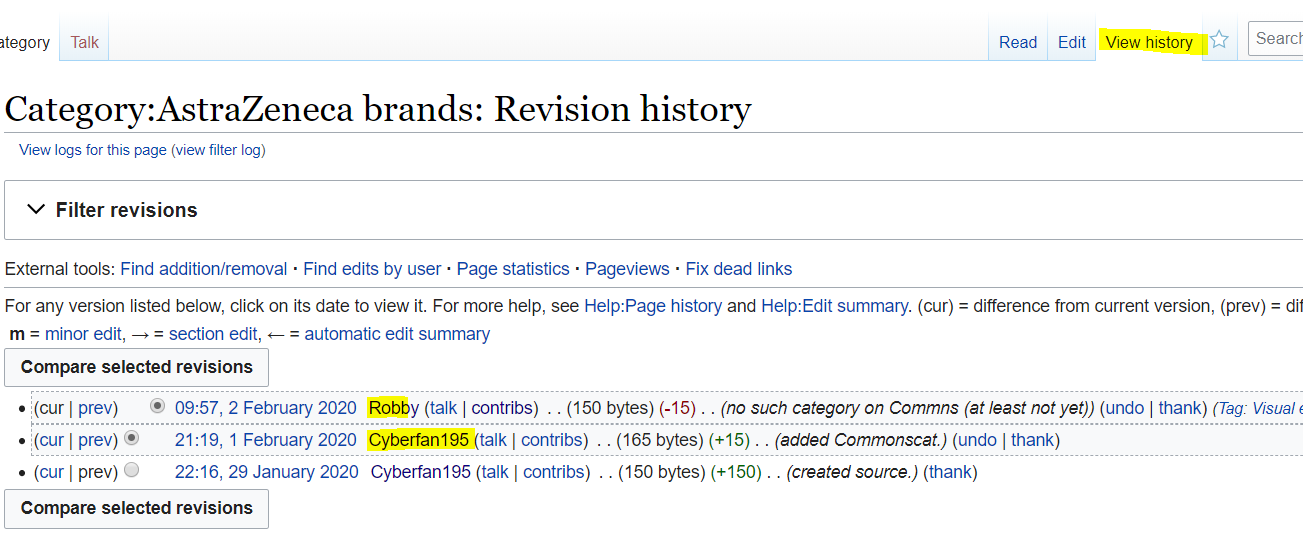 ategory Talk Read Edit View history Search
Category:AstraZeneca brands: Revision history
View logs for this page (view filter log)
Filter revisions
External tools: Find addition/removal · Find edits by user · Page statistics · Pageviews · Fix dead links
For any version listed below, click on its date to view it. For more help, see Help:Page history and Help:Edit summary. (cur) = difference from current version, (prev) = dif
m = minor edit, → = section edit, ← = automatic edit summary
Compare selected revisions
• (cur | prev) 09:57, 2 February 2020 Robby (talk | contribs) . . (150 bytes) (-15) . . (no such category on Commns (at least not yet)) (undo | thank) (Tag: Visual e
• (cur | prev) 21:19, 1 February 2020 Cyberfan195 (talk | contribs) . . (165 bytes) (+15) . . (added Commonscat.) (undo | thank)
• (cur | prev) 22:16, 29 January 2020 Cyberfan195 (talk | contribs) . . (150 bytes) (+150) . . (created source.) (thank)
Compare selected revisions